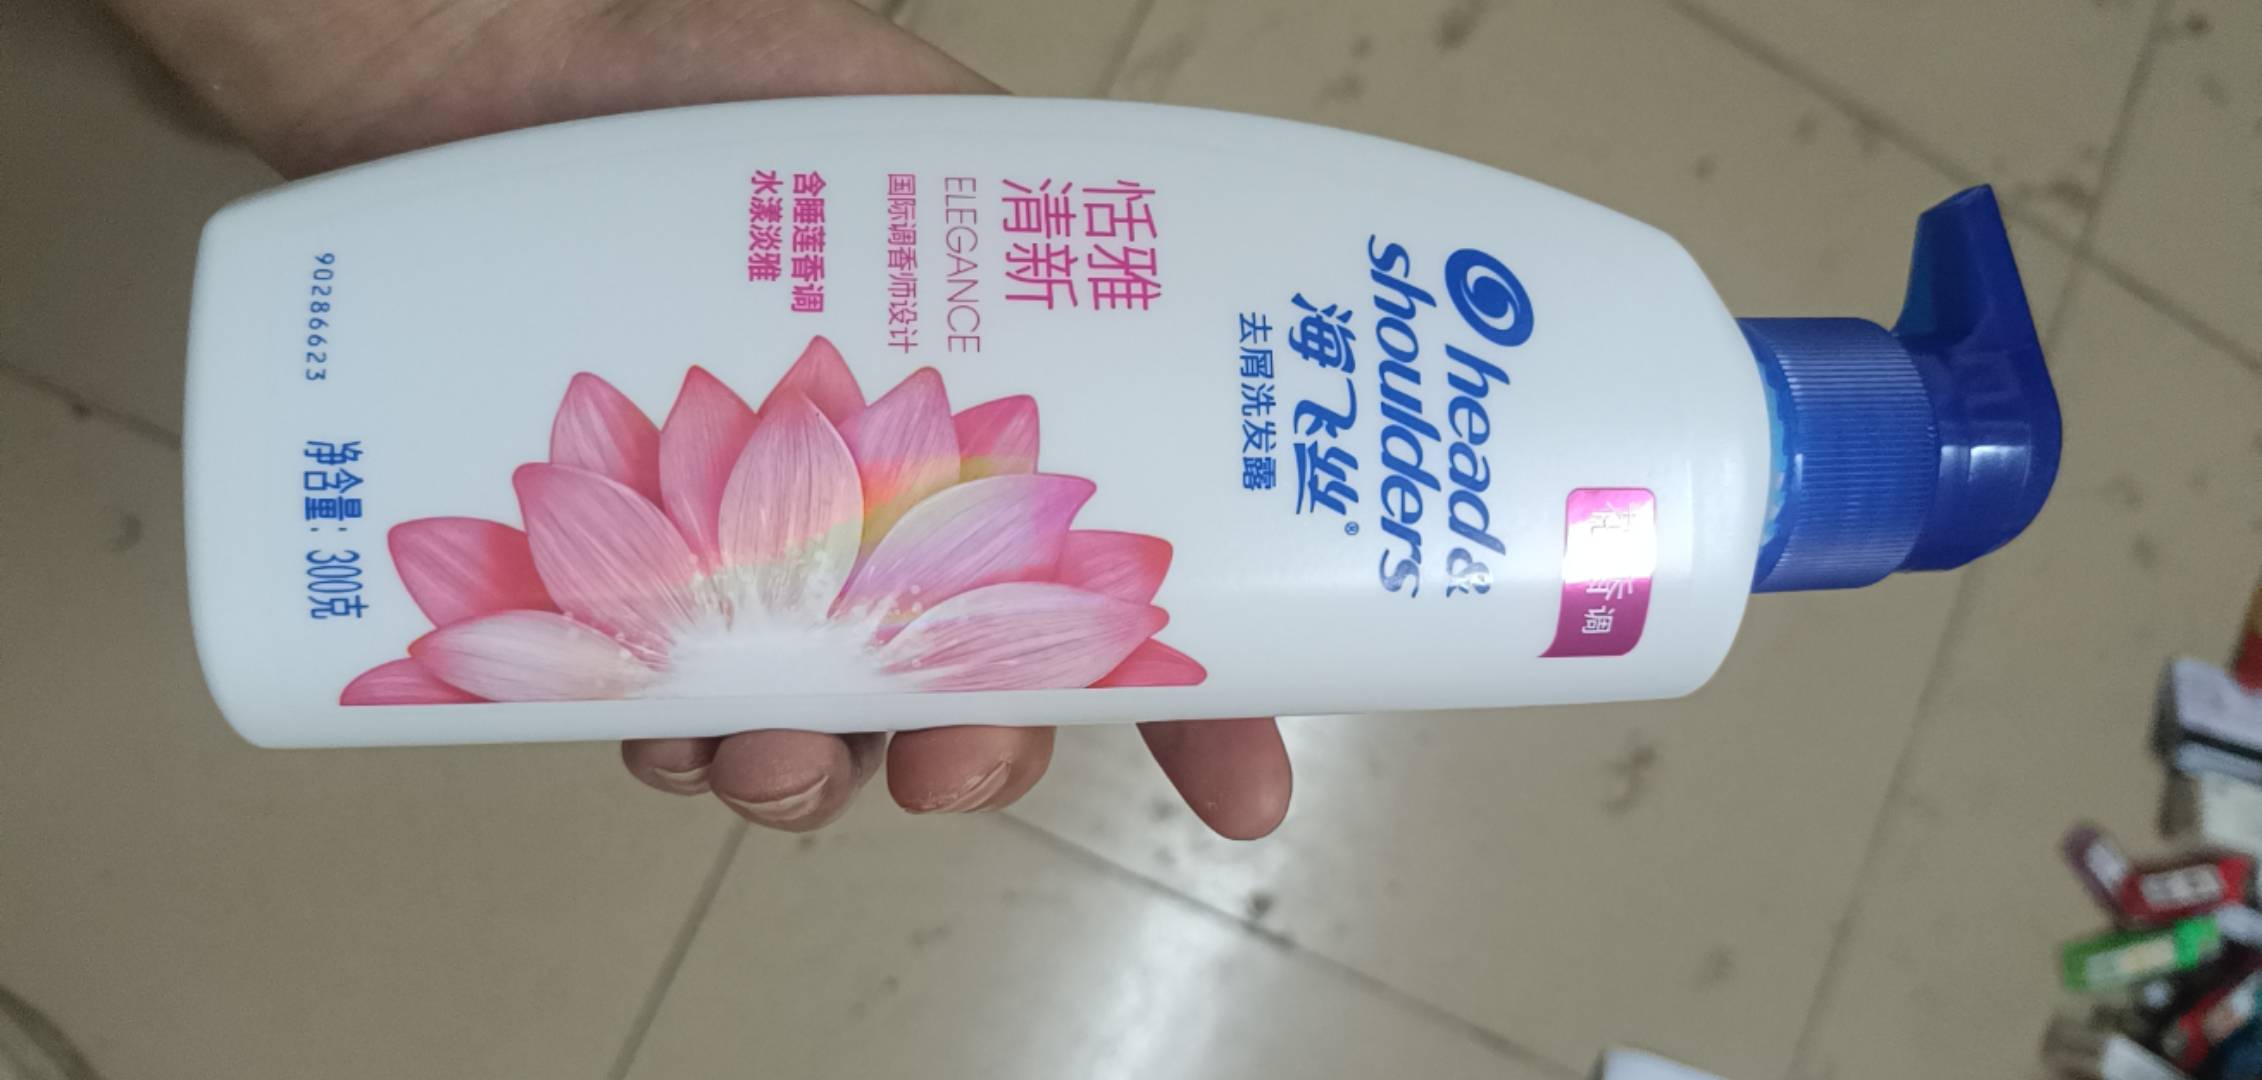 香调
head &
shoulders
海飞丝®
去屑洗发露
恬雅
清新
ELEGANCE
国际调香师设计
含睡莲香调
水漾淡雅
90286623
净含量: 300克